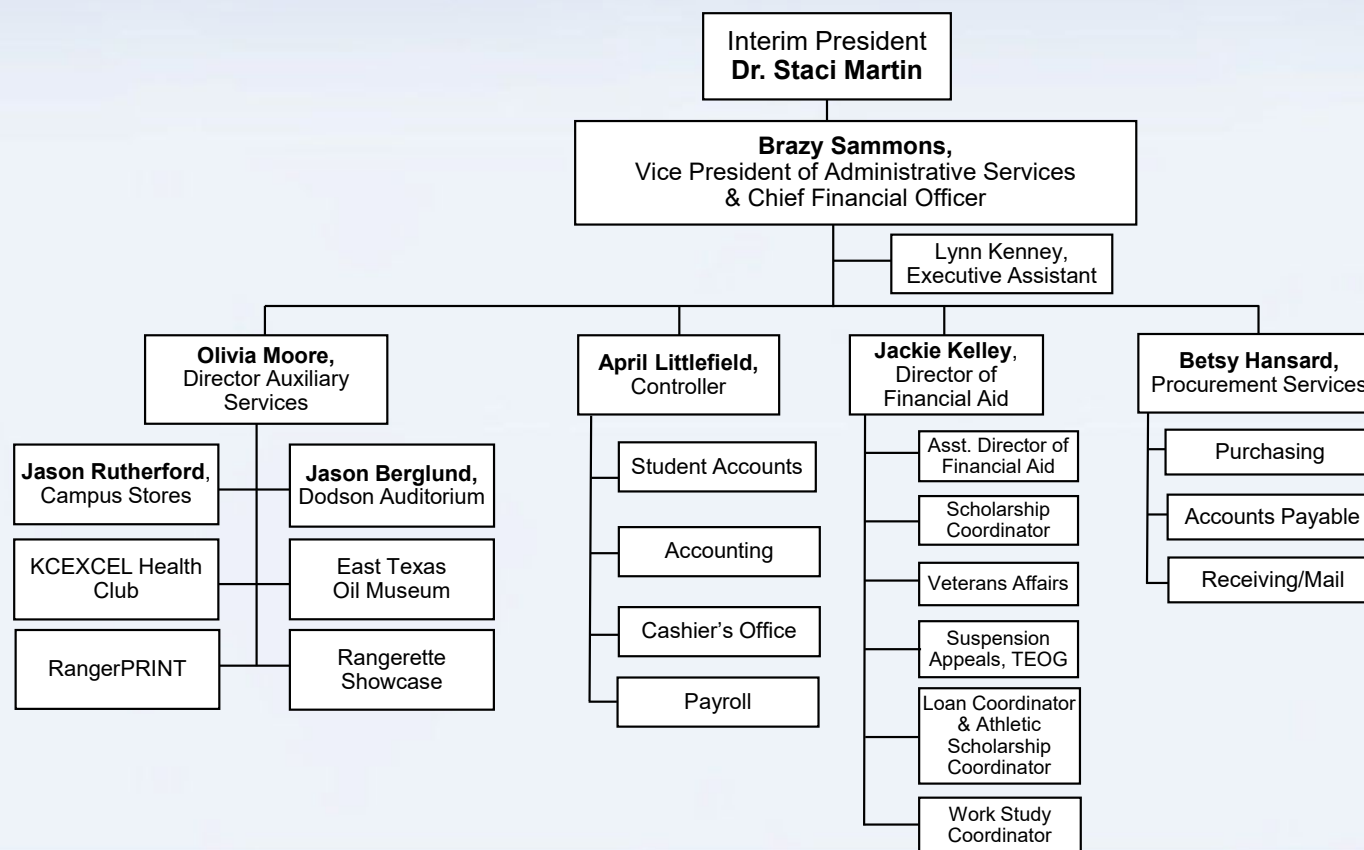 Interim President
Dr. Staci Martin
Brazy Sammons,
Vice President of Administrative Services
& Chief Financial Officer
Lynn Kenney,
Executive Assistant
Olivia Moore,
Director Auxiliary
Services
April Littlefield,
Controller
Jackie Kelley,
Director of
Financial Aid
Betsy Hansard,
Procurement Services
Jason Rutherford,
Campus Stores
Jason Berglund,
Dodson Auditorium
KCEXCEL Health
Club
East Texas
Oil Museum
RangerPRINT
Rangerette
Showcase
Student Accounts
Accounting
Cashier’s Office
Payroll
Asst. Director of
Financial Aid
Scholarship
Coordinator
Veterans Affairs
Suspension
Appeals, TEOG
Loan Coordinator
& Athletic
Scholarship
Coordinator
Work Study
Coordinator
Purchasing
Accounts Payable
Receiving/Mail